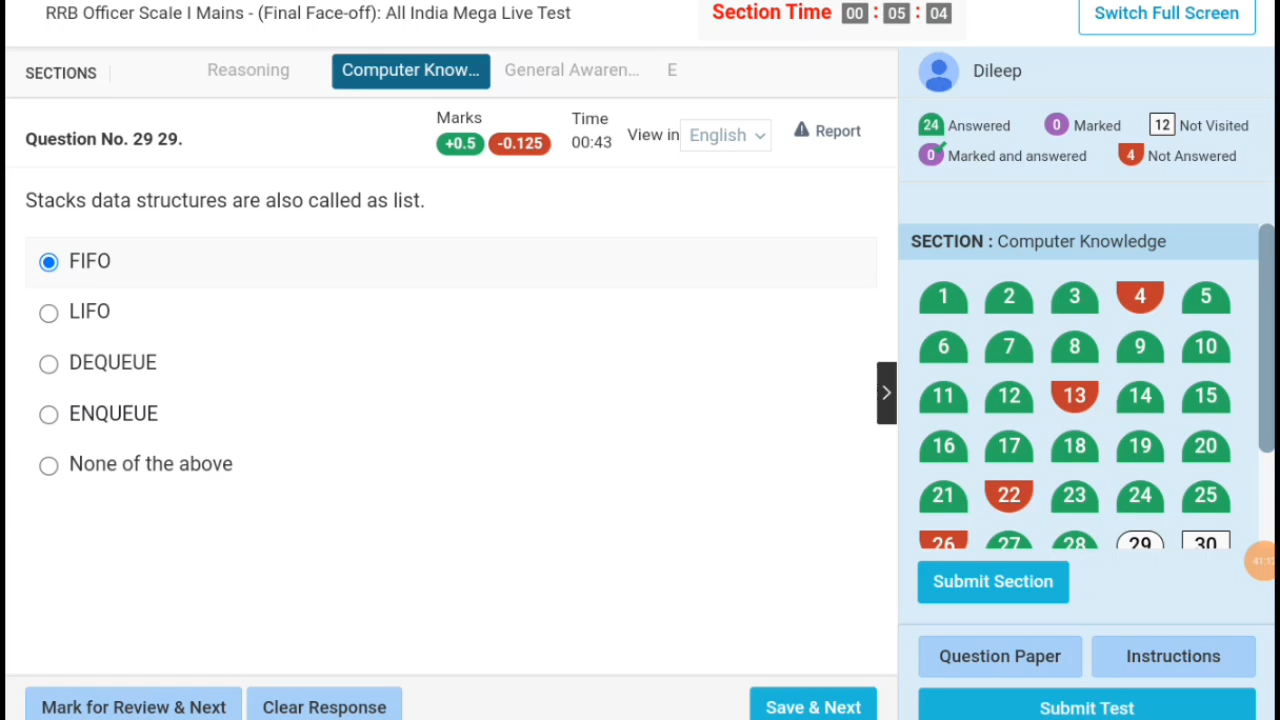 RRB Officer Scale I Mains - (Final Face-off): All India Mega Live Test
Section Time 00 : 05 : 04
Switch Full Screen
SECTIONS
Reasoning
Computer Know...
General Awaren...
E
Dileep
Question No. 29 29.
Marks
+0.5 -0.125
Time
00:43
View in English
Report
24 Answered
0 Marked
12 Not Visited
0 Marked and answered
4 Not Answered
Stacks data structures are also called as list.
FIFO
LIFO
DEQUEUE
ENQUEUE
None of the above
SECTION : Computer Knowledge
1 2 3 4 5
6 7 8 9 10
11 12 13 14 15
16 17 18 19 20
21 22 23 24 25
26 27 28 29 30
Submit Section
Question Paper
Instructions
Mark for Review & Next
Clear Response
Save & Next
Submit Test